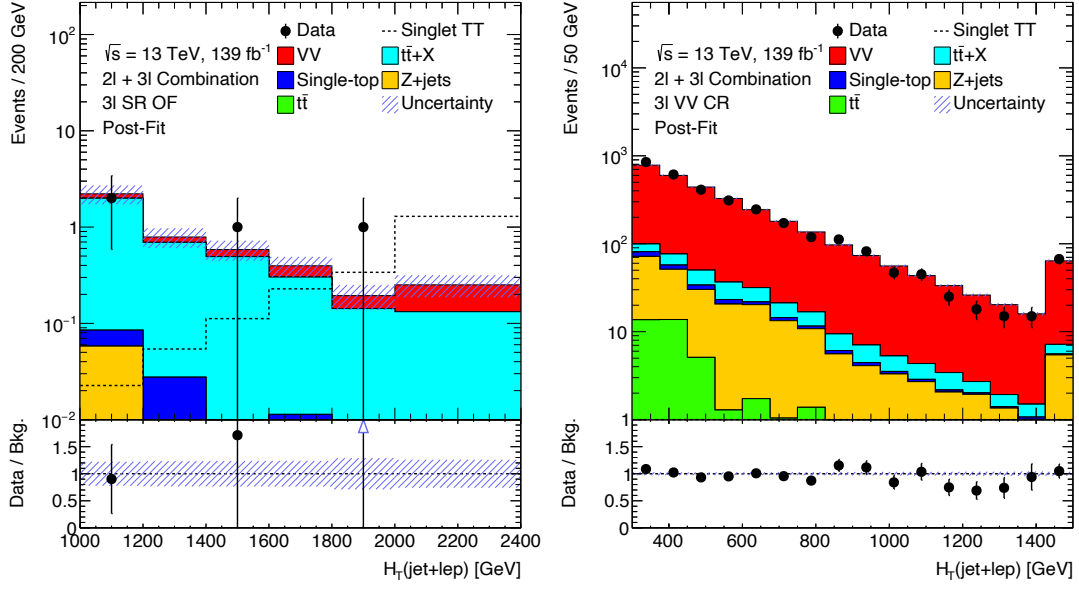 Events / 200 GeV
10²
10
1
10⁻¹
10⁻²
√s = 13 TeV, 139 fb⁻¹
2l + 3l Combination
3l SR OF
Post-Fit
Data
Singlet TT
VV
tt̄+X
Single-top
Z+jets
tt̄
Uncertainty
Data / Bkg.
1.5
1
0.5
0
1000 1200 1400 1600 1800 2000 2200 2400
H_T(jet+lep) [GeV]
Events / 50 GeV
10³
10²
10
1
√s = 13 TeV, 139 fb⁻¹
2l + 3l Combination
3l VV CR
Post-Fit
Data
Singlet TT
VV
tt̄+X
Single-top
Z+jets
tt̄
Uncertainty
Data / Bkg.
1
1.5
1
0.5
0
400 600 800 1000 1200 1400
H_T(jet+lep) [GeV]